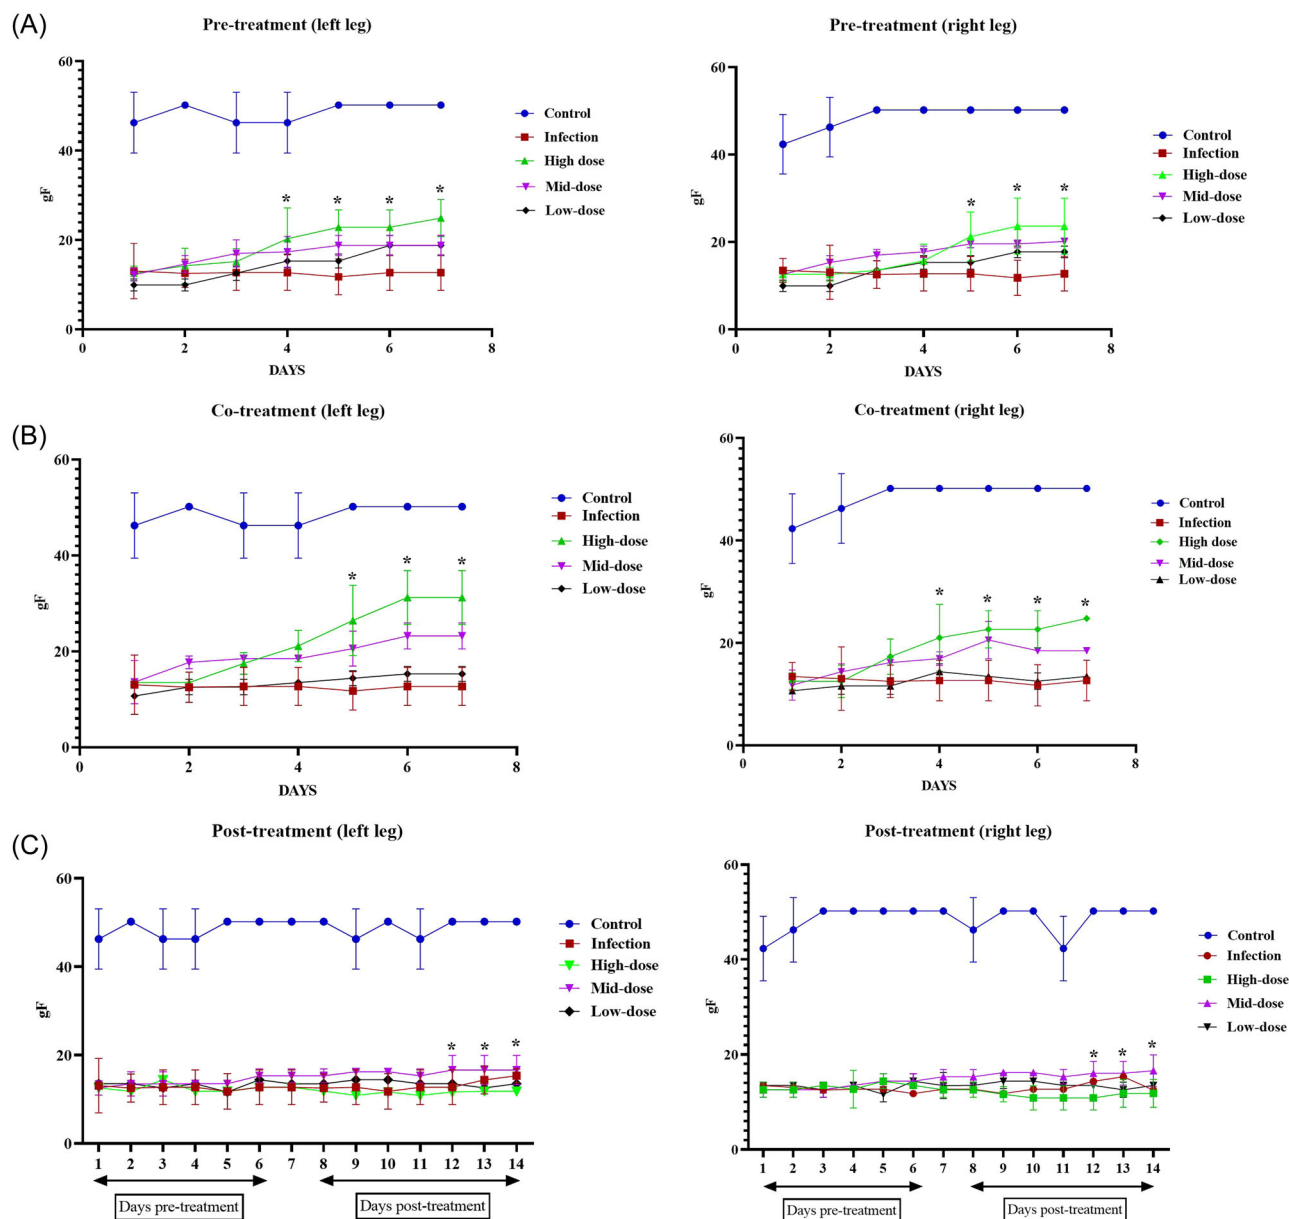 (A)
Pre-treatment (left leg)
60
40
20
0
gF
* * * *
0 2 4 6 8
DAYS
Control
Infection
High dose
Mid-dose
Low-dose
Pre-treatment (right leg)
60
40
20
0
gF
* * *
0 2 4 6 8
DAYS
Control
Infection
High-dose
Mid-dose
Low-dose
(B)
Co-treatment (left leg)
60
40
20
0
gF
* * *
0 2 4 6 8
DAYS
Control
Infection
High-dose
Mid-dose
Low-dose
Co-treatment (right leg)
60
40
20
0
gF
* * * *
0 2 4 6 8
DAYS
Control
Infection
High dose
Mid-dose
Low-dose
(C)
Post-treatment (left leg)
60
40
20
0
gF
* * *
1 2 3 4 5 6 7 8 9 10 11 12 13 14
Days pre-treatment
Days post-treatment
Control
Infection
High-dose
Mid-dose
Low-dose
Post-treatment (right leg)
60
40
20
0
gF
* * *
1 2 3 4 5 6 7 8 9 10 11 12 13 14
Days pre-treatment
Days post-treatment
Control
Infection
High-dose
Mid-dose
Low-dose